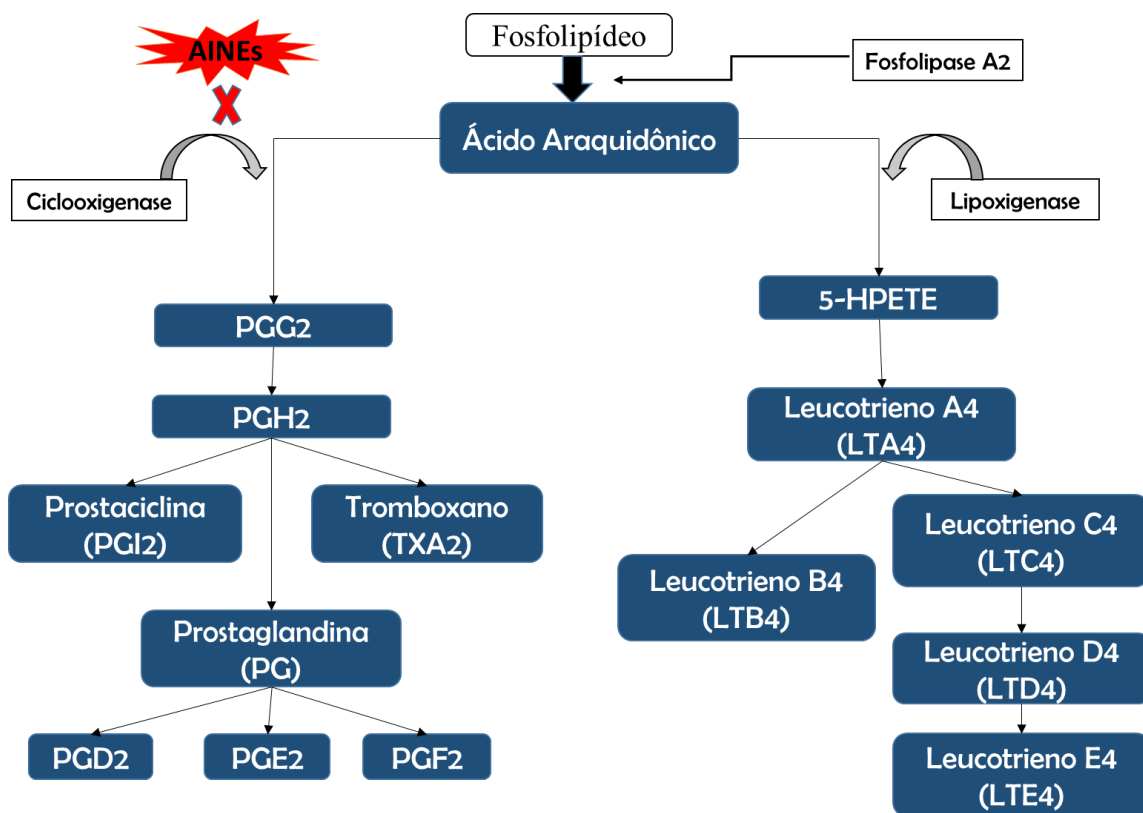 AINEs
Fosfolipídeo
Fosfolipase A2
Ácido Araquidônico
Ciclooxigenase
Lipoxigenase
PGG2
5-HPETE
PGH2
Leucotrieno A4
(LTA4)
Prostaciclina
(PGI2)
Tromboxano
(TXA2)
Leucotrieno B4
(LTB4)
Leucotrieno C4
(LTC4)
Prostaglandina
(PG)
Leucotrieno D4
(LTD4)
PGD2
PGE2
PGF2
Leucotrieno E4
(LTE4)